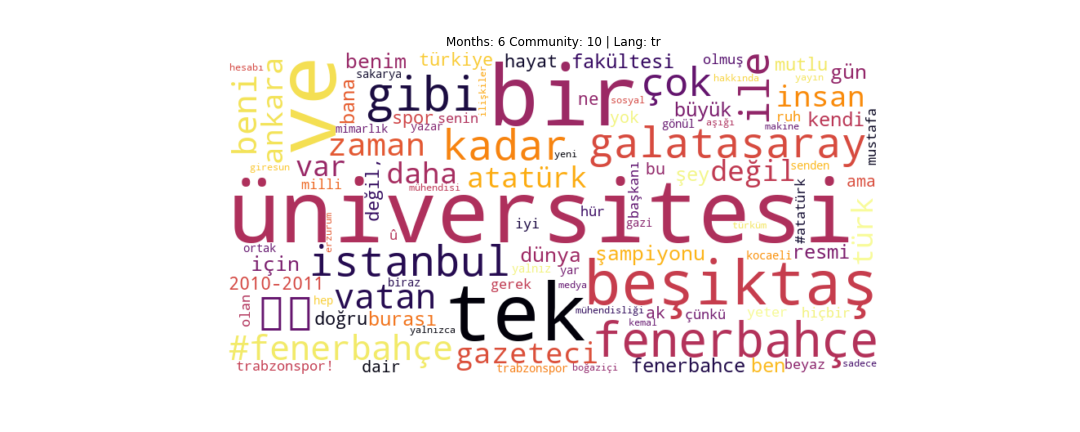 Months: 6 Community: 10 | Lang: tr
hesabı
benim
türkiye
hayat
fakültesi
olmuş
mutlu
gün
sakarya
ilişkiler
bir
çok
hakkında
yayın
ve
beni
ankara
bana
gibi
ne
sosyal
ile
insan
spor
senin
yok
büyük
ruh
kendi
mimarlık
yazar
gönül
aşığı
makine
mustafa
zaman
kadar
yeni
galatasaray
giresun
var
milli
değil,
daha
mühendisi
atatürk
bu
şey
değil
senden
ama
başkanı
üniversitesi
erzurum
û
iyi
hür
gazi
türküm
#atatürk
türk
ortak
için
istanbul
dünya
şampiyonu
kocaeli
resmi
yalnız
yar
2010-2011
hep
biraz
vatan
gerek
medya
beşiktaş
olan
doğru
burası
yalnızca
tek
mühendisliği
ak
çünkü
yeter
hiçbir
kemal
#fenerbahçe
gazeteci
fenerbahçe
trabzonspor!
dair
trabzonspor
boğaziçi
fenerbahce
ben
beyaz
sadece